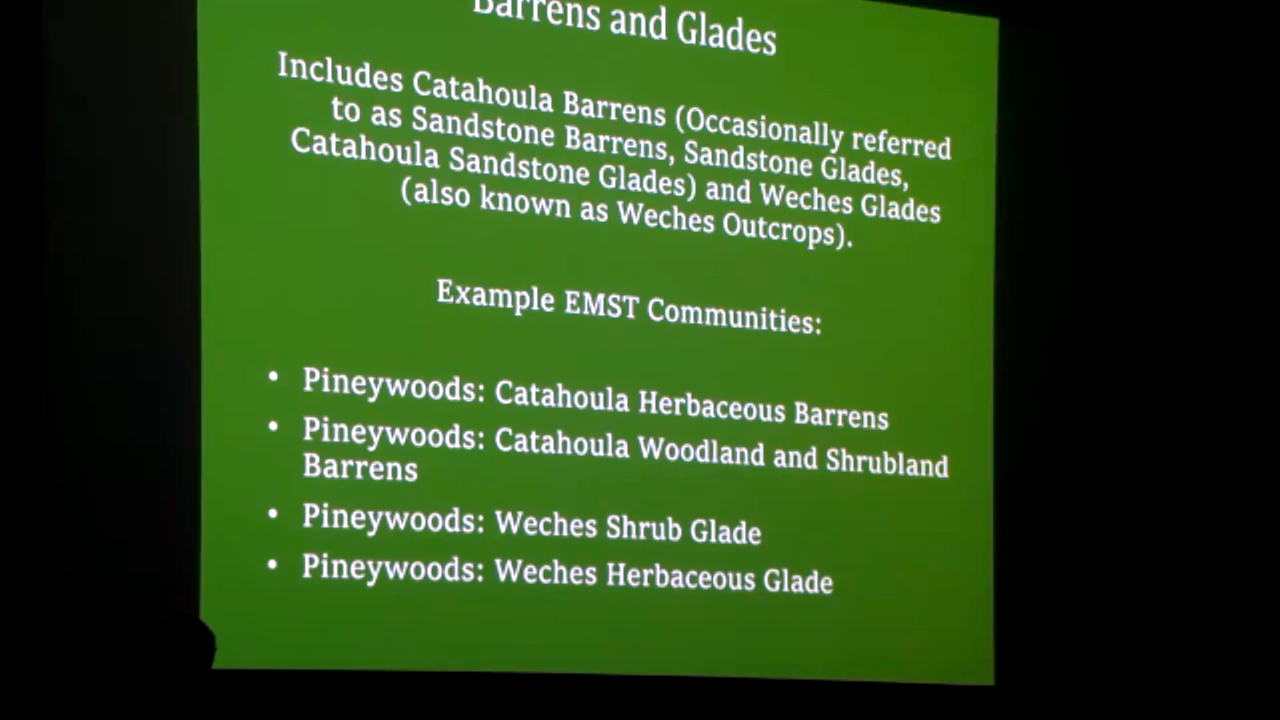 Barrens and Glades
Includes Catahoula Barrens (Occasionally referred
to as Sandstone Barrens, Sandstone Glades,
Catahoula Sandstone Glades) and Weches Glades
(also known as Weches Outcrops).
Example EMST Communities:
• Pineywoods: Catahoula Herbaceous Barrens
• Pineywoods: Catahoula Woodland and Shrubland
Barrens
• Pineywoods: Weches Shrub Glade
• Pineywoods: Weches Herbaceous Glade